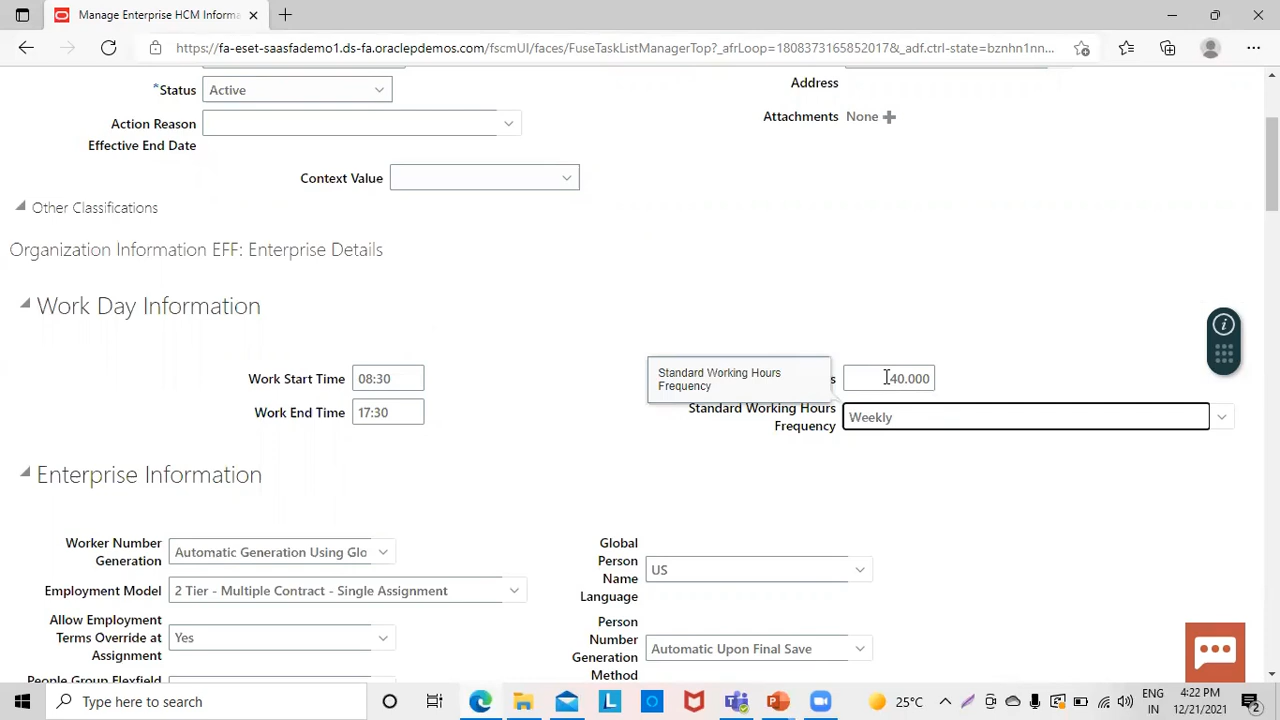 Manage Enterprise HCM Informa
https://fa-eset-saasfademo1.ds-fa.oraclepdemos.com/fscmUI/faces/FuseTaskListManagerTop?_afrLoop=18083731658520178&_adf.ctrl-state=bznhn1nn...
*Status Active Address
Action Reason Attachments None
Effective End Date
Context Value
Other Classifications
Organization Information EFF: Enterprise Details
Work Day Information
Standard Working Hours
Frequency
Work Start Time 08:30 s 40.000
Work End Time 17:30 Standard Working Hours
Frequency Weekly
Enterprise Information
Worker Number
Generation Automatic Generation Using Glo
Global
Person
Name
Language US
Employment Model 2 Tier - Multiple Contract - Single Assignment
Allow Employment
Terms Override at
Assignment Yes
Person
Number
Generation
Method Automatic Upon Final Save
People Group Flexfield
Type here to search
25°C
ENG
IN
4:22 PM
12/21/2021
2